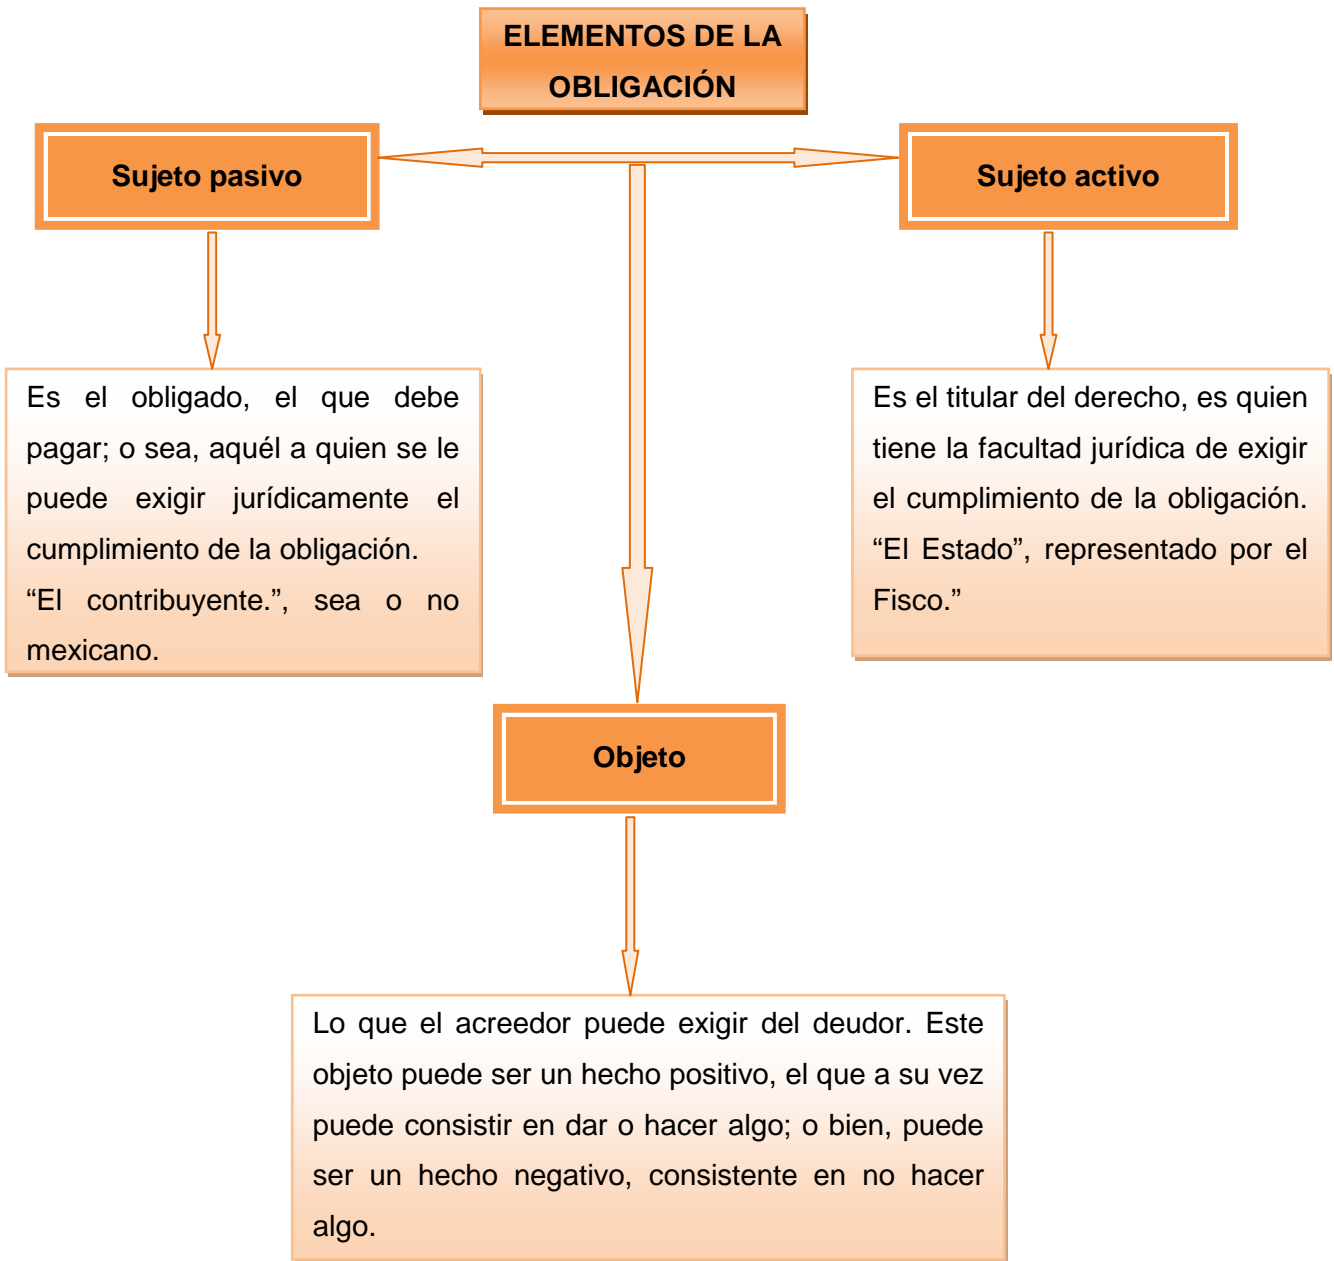 ELEMENTOS DE LA
OBLIGACIÓN
Sujeto pasivo
Sujeto activo
Es el obligado, el que debe
pagar; o sea, aquél a quien se le
puede exigir jurídicamente el
cumplimiento de la obligación.
“El contribuyente.”, sea o no
mexicano.
Es el titular del derecho, es quien
tiene la facultad jurídica de exigir
el cumplimiento de la obligación.
“El Estado”, representado por el
Fisco.”
Objeto
Lo que el acreedor puede exigir del deudor. Este
objeto puede ser un hecho positivo, el que a su vez
puede consistir en dar o hacer algo; o bien, puede
ser un hecho negativo, consistente en no hacer
algo.